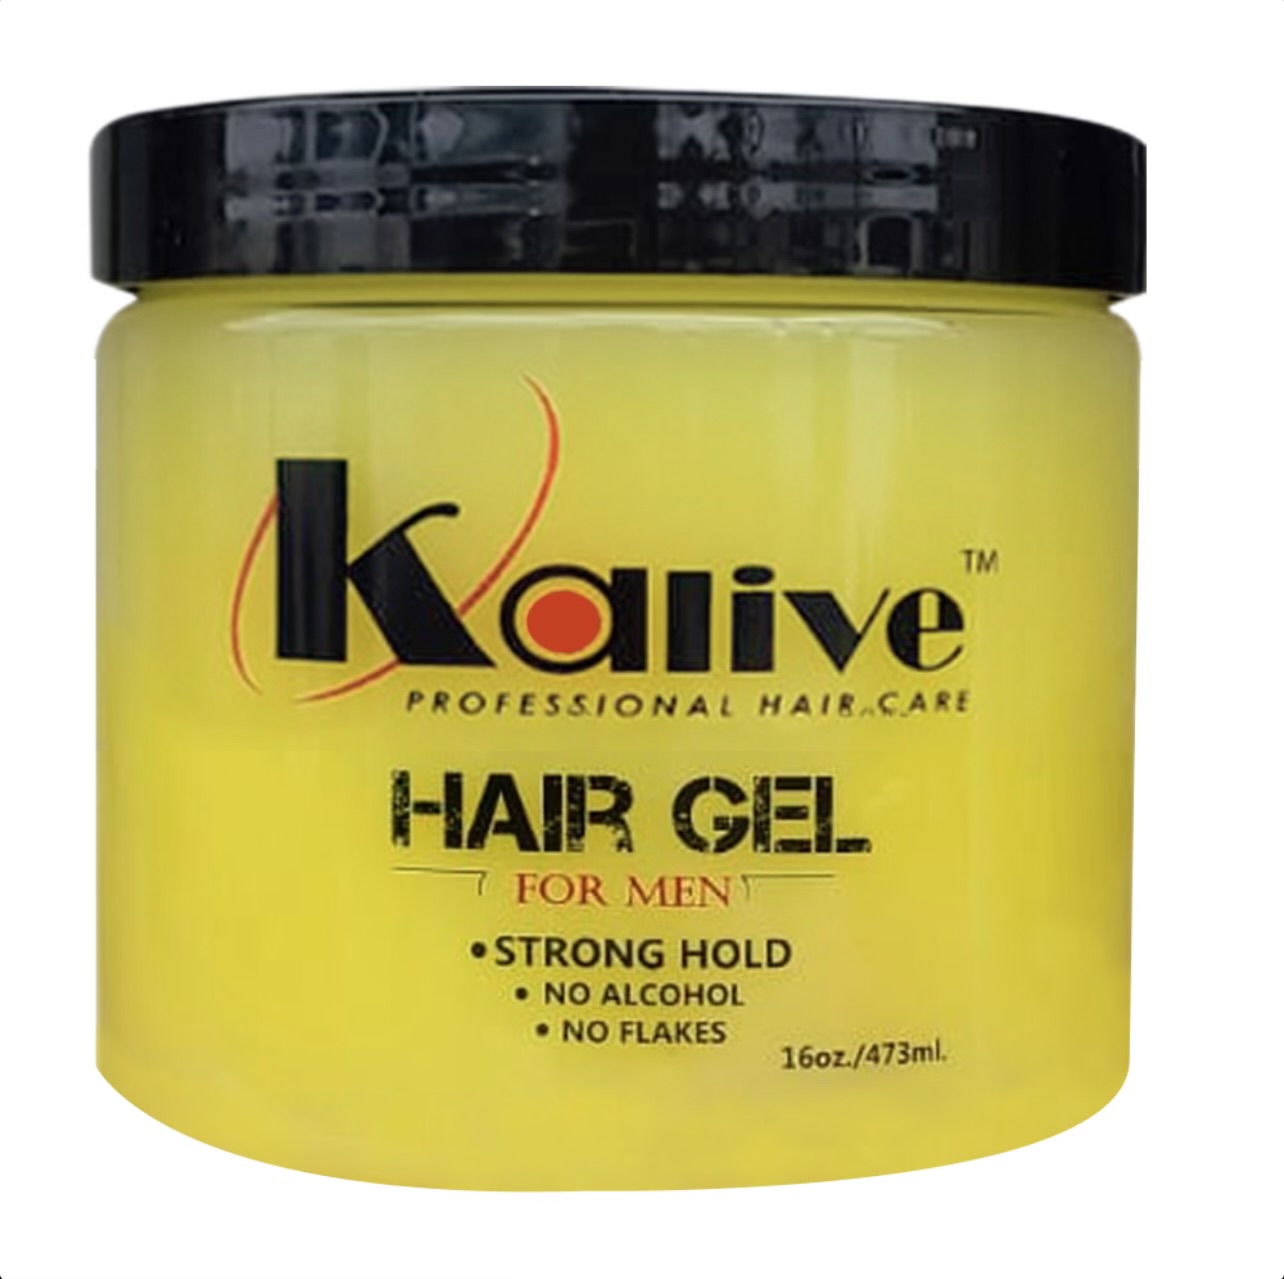 Kalive™
PROFESSIONAL HAIR CARE
HAIR GEL
FOR MEN
• STRONG HOLD
• NO ALCOHOL
• NO FLAKES
16oz./473ml.